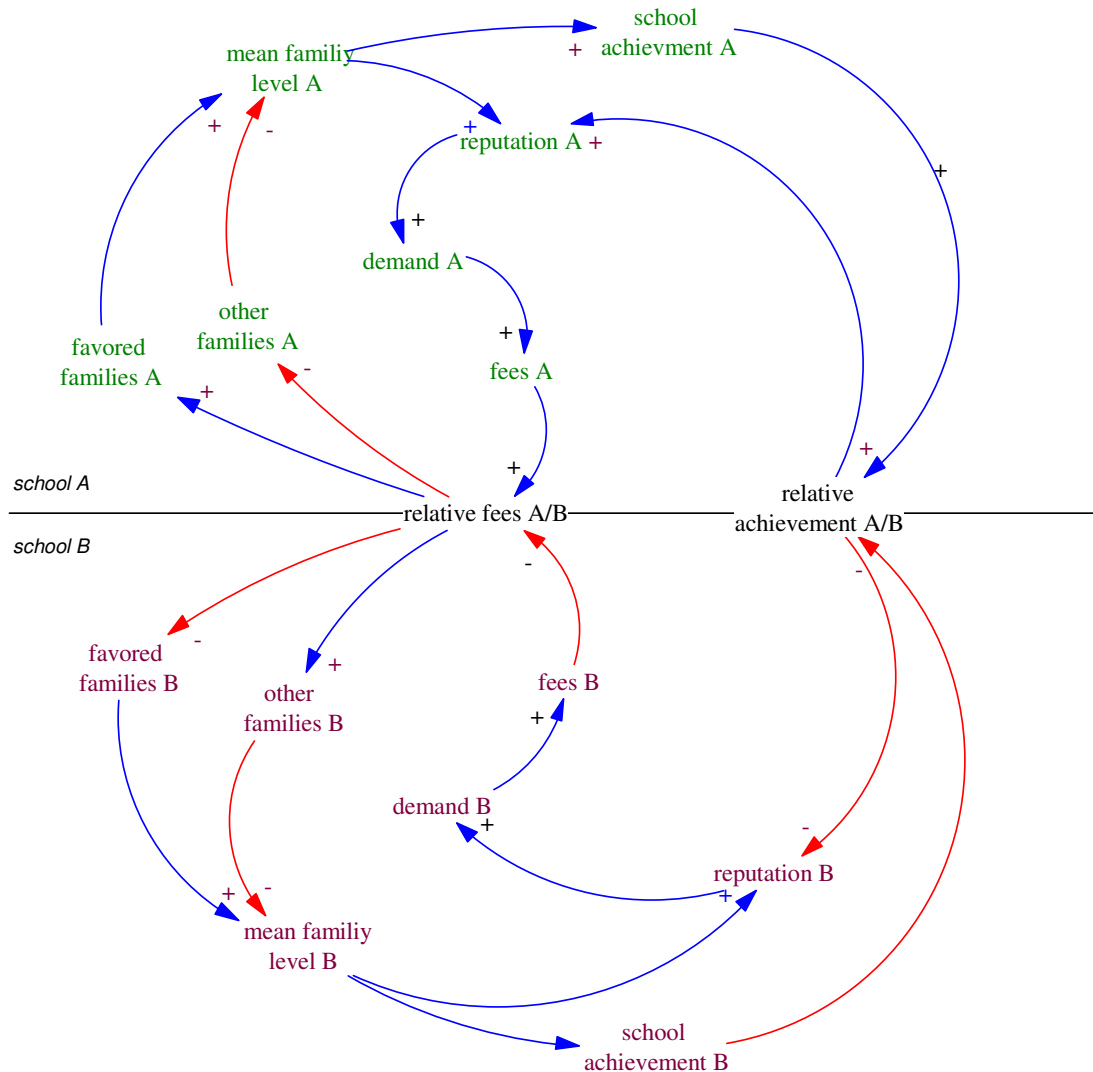 school
achievment A
mean familiy
level A
+
+
-
+
reputation A +
+
+
demand A
other
families A
+
favored
families A
fees A
-
+
+
+
school A
relative fees A/B
relative
achievement A/B
school B
-
-
-
+
favored
families B
fees B
other
families B
+
demand B
+
-
reputation B
+
+
-
mean familiy
level B
school
achievement B